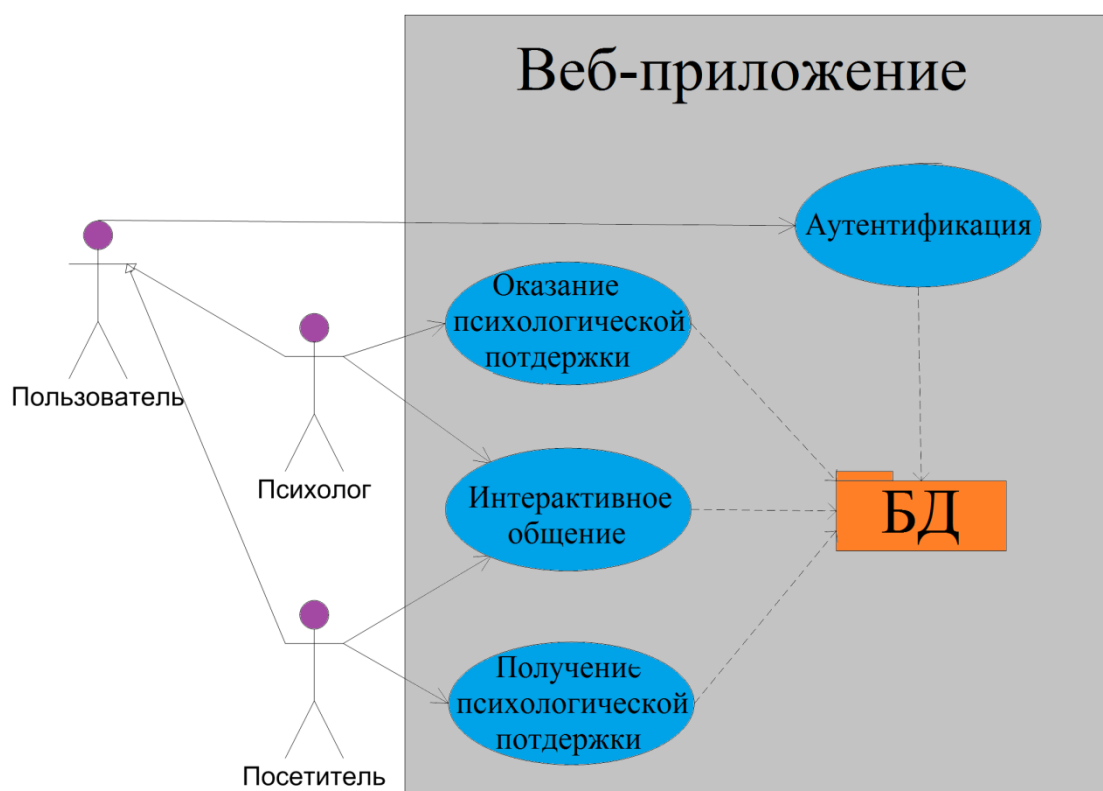 Веб-приложение
Аутентификация
Пользователь
Оказание
психологической
потдержки
Психолог
Интерактивное
общение
БД
Получение
психологической
потдержки
Посетитель